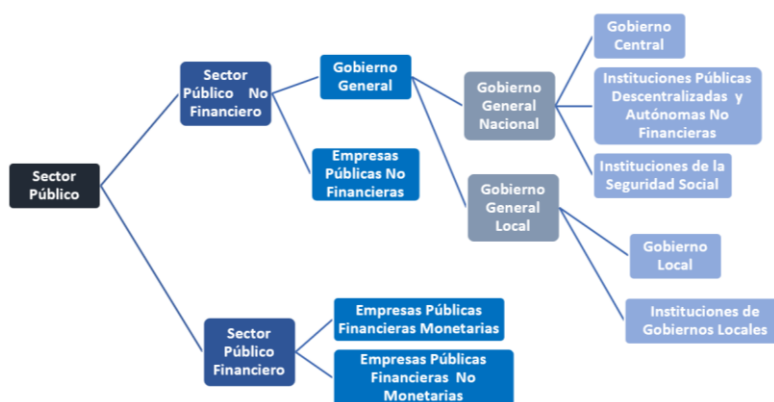 Sector
Público
Sector
Público No
Financiero
Sector
Público
Financiero
Gobierno
General
Empresas
Públicas No
Financieras
Empresas Públicas
Financieras Monetarias
Empresas Públicas
Financieras No
Monetarias
Gobierno
General
Nacional
Gobierno
General
Local
Gobierno
Central
Instituciones Públicas
Descentralizadas y
Autónomas No
Financieras
Instituciones de la
Seguridad Social
Gobierno
Local
Instituciones de
Gobiernos Locales